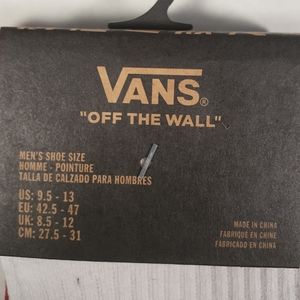 VANS®
"OFF THE WALL"
MEN'S SHOE SIZE
HOMME - POINTURE
TALLA DE CALZADO PARA HOMBRES
US: 9.5 - 13
EU: 42.5 - 47
UK: 8.5 - 12
CM: 27.5 - 31
MADE IN CHINA
FABRIQUÉ EN CHINE
FABRICADO EN CHINA